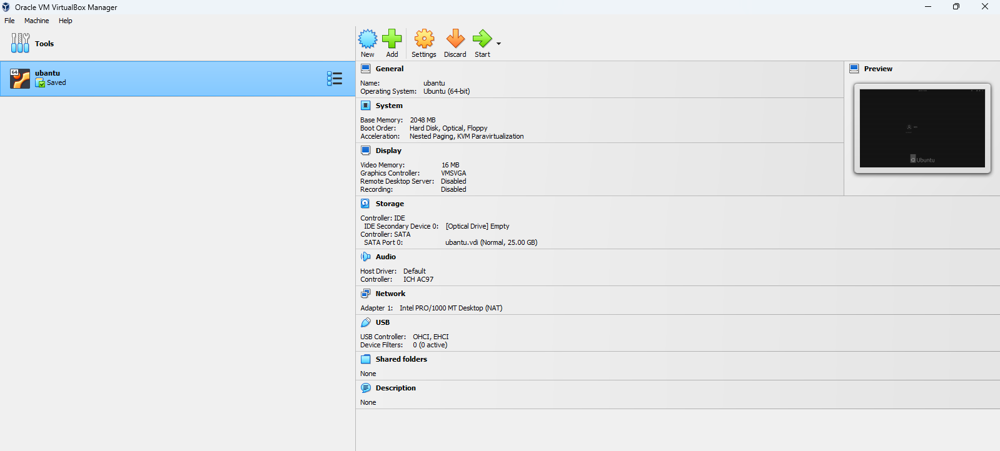 Oracle VM VirtualBox Manager
File Machine Help
Tools
New Add Settings Discard Start
64
ubantu
Saved
General
Name: ubantu
Operating System: Ubuntu (64-bit)
System
Base Memory: 2048 MB
Boot Order: Hard Disk, Optical, Floppy
Acceleration: Nested Paging, KVM Paravirtualization
Display
Video Memory: 16 MB
Graphics Controller: VMSVGA
Remote Desktop Server: Disabled
Recording: Disabled
Storage
Controller: IDE
IDE Secondary Device 0: [Optical Drive] Empty
Controller: SATA
SATA Port 0: ubantu.vdi (Normal, 25.00 GB)
Audio
Host Driver: Default
Controller: ICH AC97
Network
Adapter 1: Intel PRO/1000 MT Desktop (NAT)
USB
USB Controller: OHCI, EHCI
Device Filters: 0 (0 active)
Shared folders
None
Description
None
Preview
Ubuntu